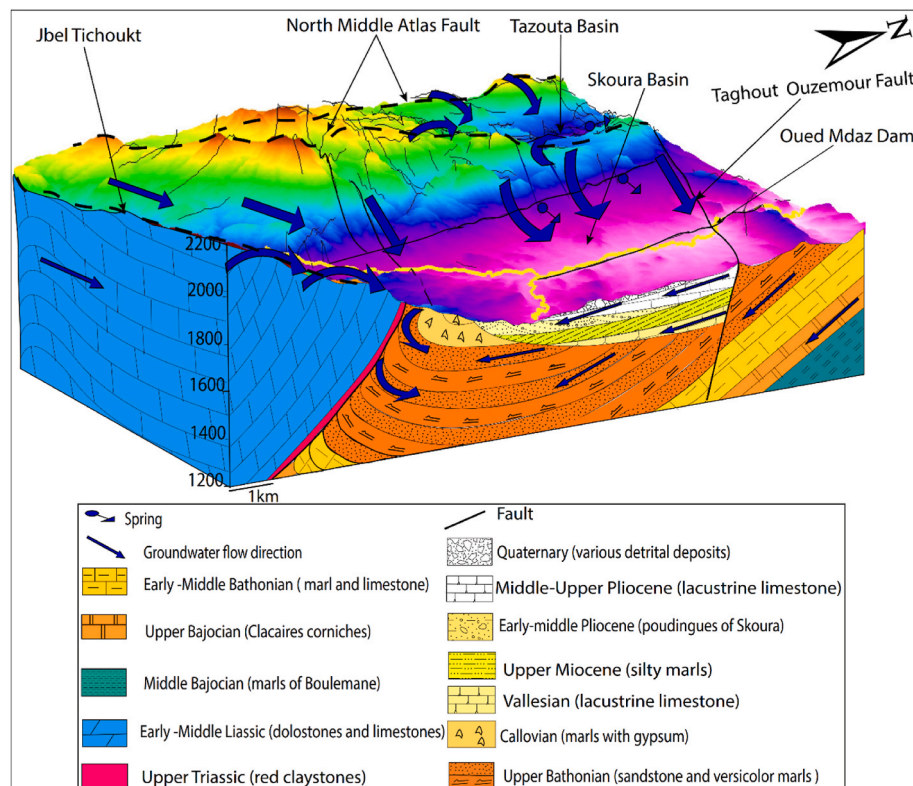 Jbel Tichoukt
North Middle Atlas Fault
Tazouta Basin
Skoura Basin
N
Taghout Ouzemour Fault
Oued Mdaz Dam
2200
2000
1800
1600
1400
1200
1km
Spring
Groundwater flow direction
Early -Middle Bathonian ( marl and limestone)
Upper Bajocian (Clacaires corniches)
Middle Bajocian (marls of Boulemane)
Early -Middle Liassic (dolostones and limestones)
Upper Triassic (red claystones)
Fault
Quaternary (various detrital deposits)
Middle-Upper Pliocene (lacustrine limestone)
Early-middle Pliocene (poudingues of Skoura)
Upper Miocene (silty marls)
Vallesian (lacustrine limestone)
Callovian (marls with gypsum)
Upper Bathonian (sandstone and versicolor marls )